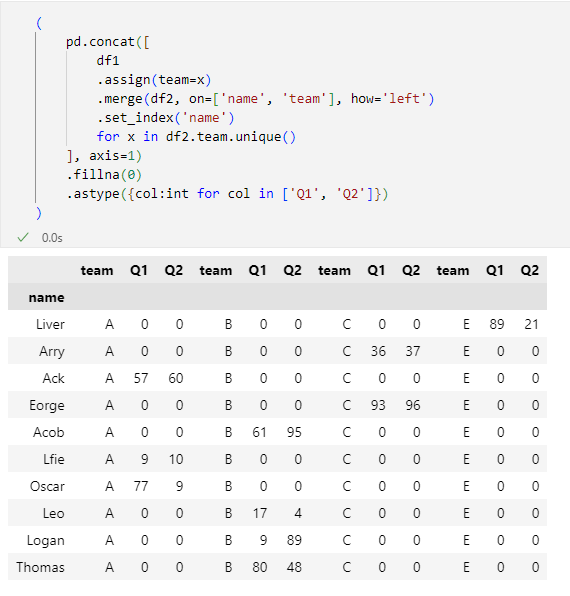 (
    pd.concat([
        df1
        .assign(team=x)
        .merge(df2, on=['name', 'team'], how='left')
        .set_index('name')
        for x in df2.team.unique()
    ], axis=1)
    .fillna(0)
    .astype({col:int for col in ['Q1', 'Q2']})
)
✓ 0.0s
team Q1 Q2 team Q1 Q2 team Q1 Q2 team Q1 Q2
name
Liver A 0 0 B 0 0 C 0 0 E 89 21
Arry A 0 0 B 0 0 C 36 37 E 0 0
Ack A 57 60 B 0 0 C 0 0 E 0 0
Eorge A 0 0 B 0 0 C 93 96 E 0 0
Acob A 0 0 B 61 95 C 0 0 E 0 0
Lfie A 9 10 B 0 0 C 0 0 E 0 0
Oscar A 77 9 B 0 0 C 0 0 E 0 0
Leo A 0 0 B 17 4 C 0 0 E 0 0
Logan A 0 0 B 9 89 C 0 0 E 0 0
Thomas A 0 0 B 80 48 C 0 0 E 0 0